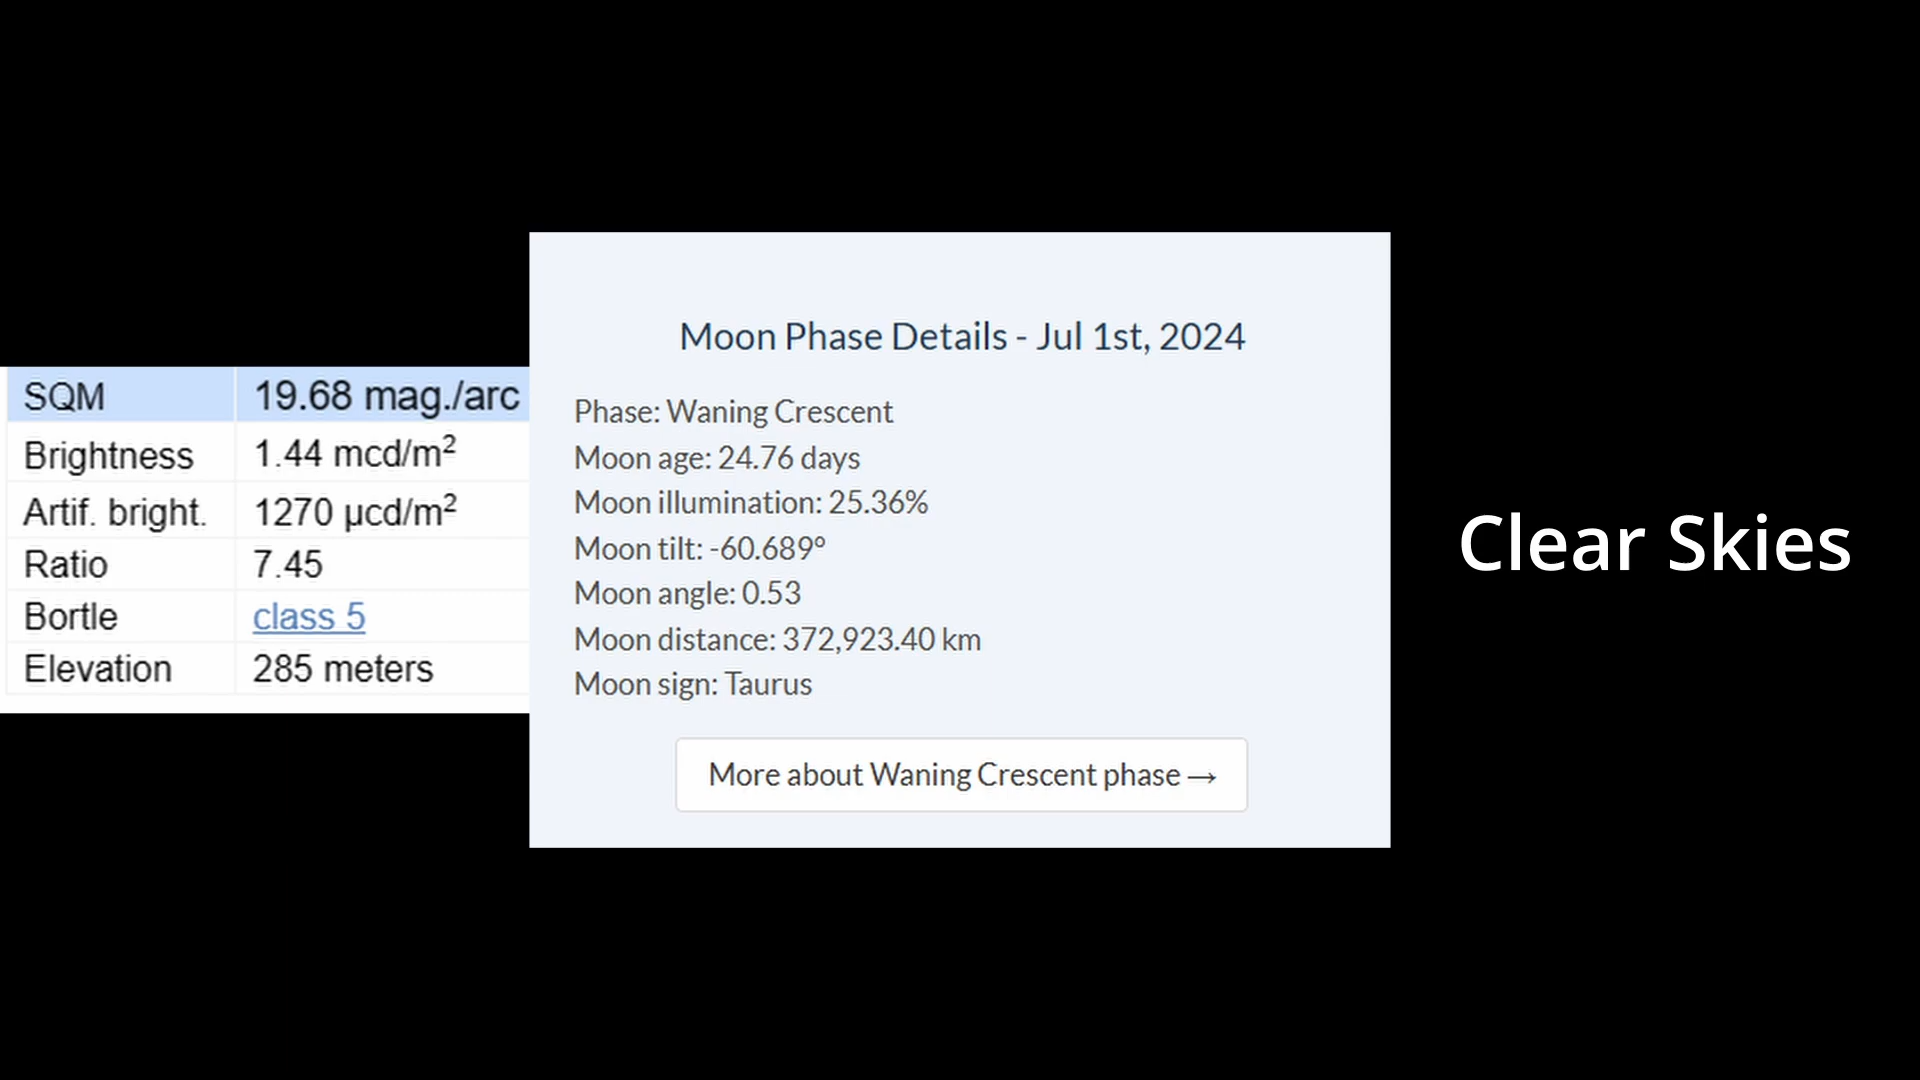 SQM 19.68 mag./arc
Brightness 1.44 mcd/m²
Artif. bright. 1270 μcd/m²
Ratio 7.45
Bortle class 5
Elevation 285 meters
Moon Phase Details - Jul 1st, 2024
Phase: Waning Crescent
Moon age: 24.76 days
Moon illumination: 25.36%
Moon tilt: -60.689º
Moon angle: 0.53
Moon distance: 372,923.40 km
Moon sign: Taurus
More about Waning Crescent phase →
Clear Skies